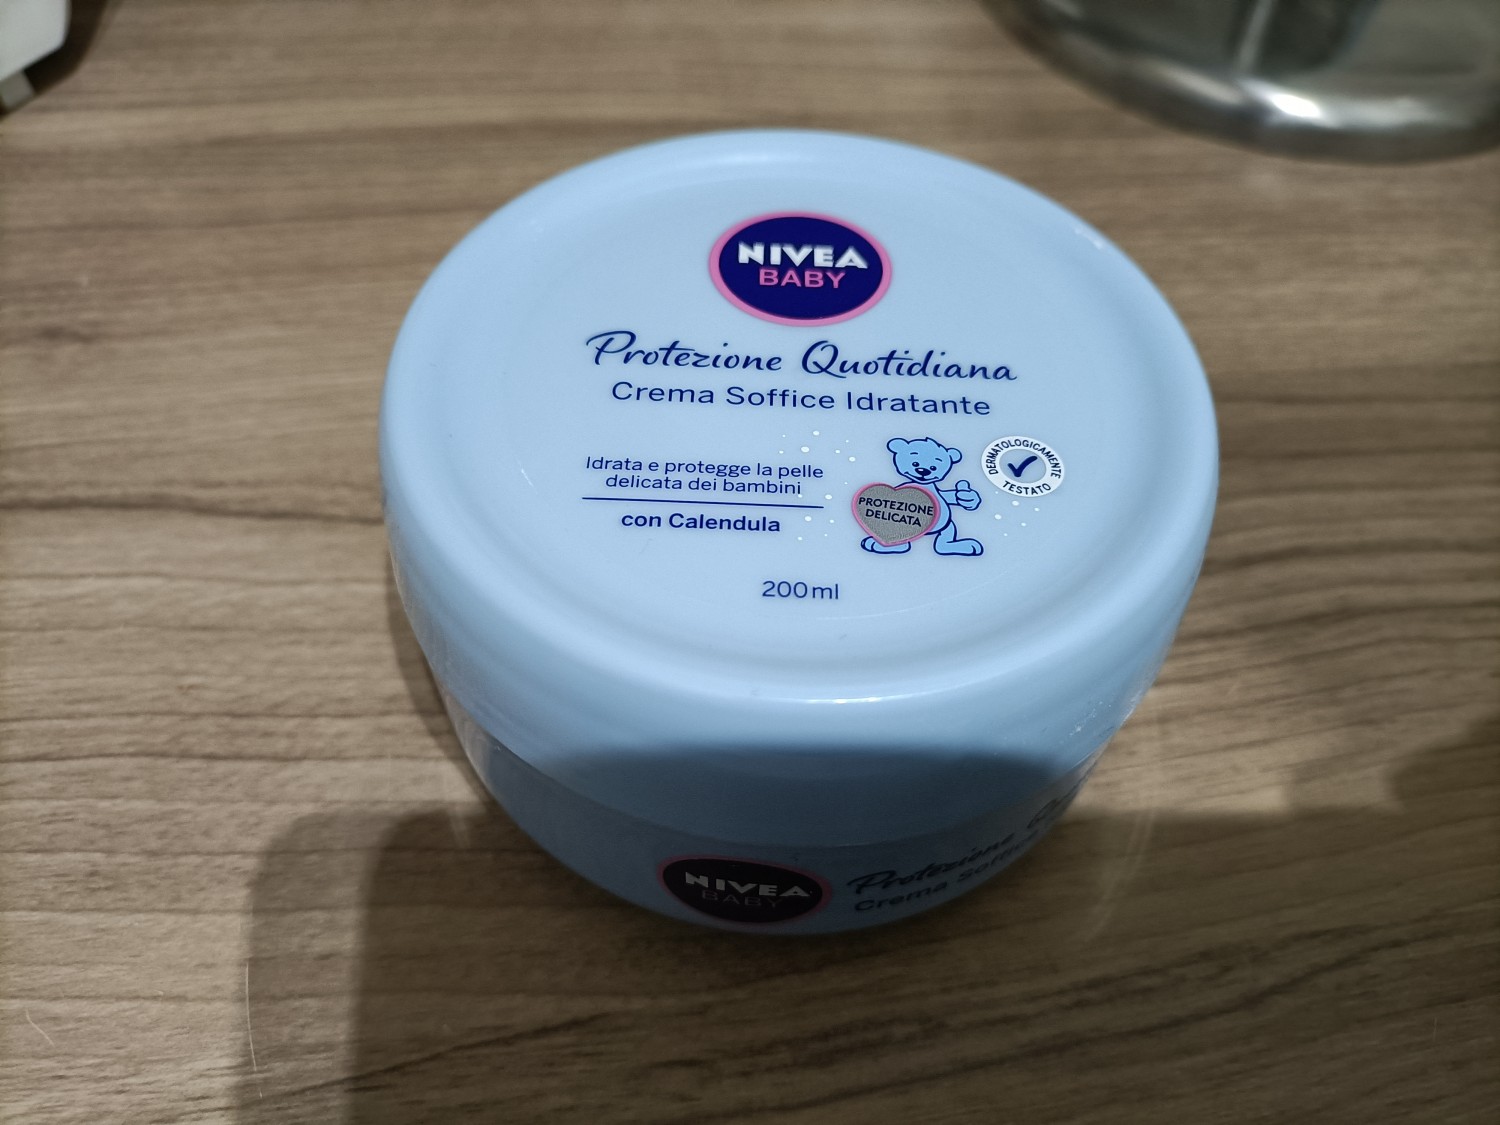 NIVEA
BABY
Protezione Quotidiana
Crema Soffice Idratante
Idrata e protegge la pelle
delicata dei bambini
con Calendula
PROTEZIONE
DELICATA
DERMATOLOGICAMENTE
TESTATO
200ml
NIVEA
BABY
Protezione
Crema